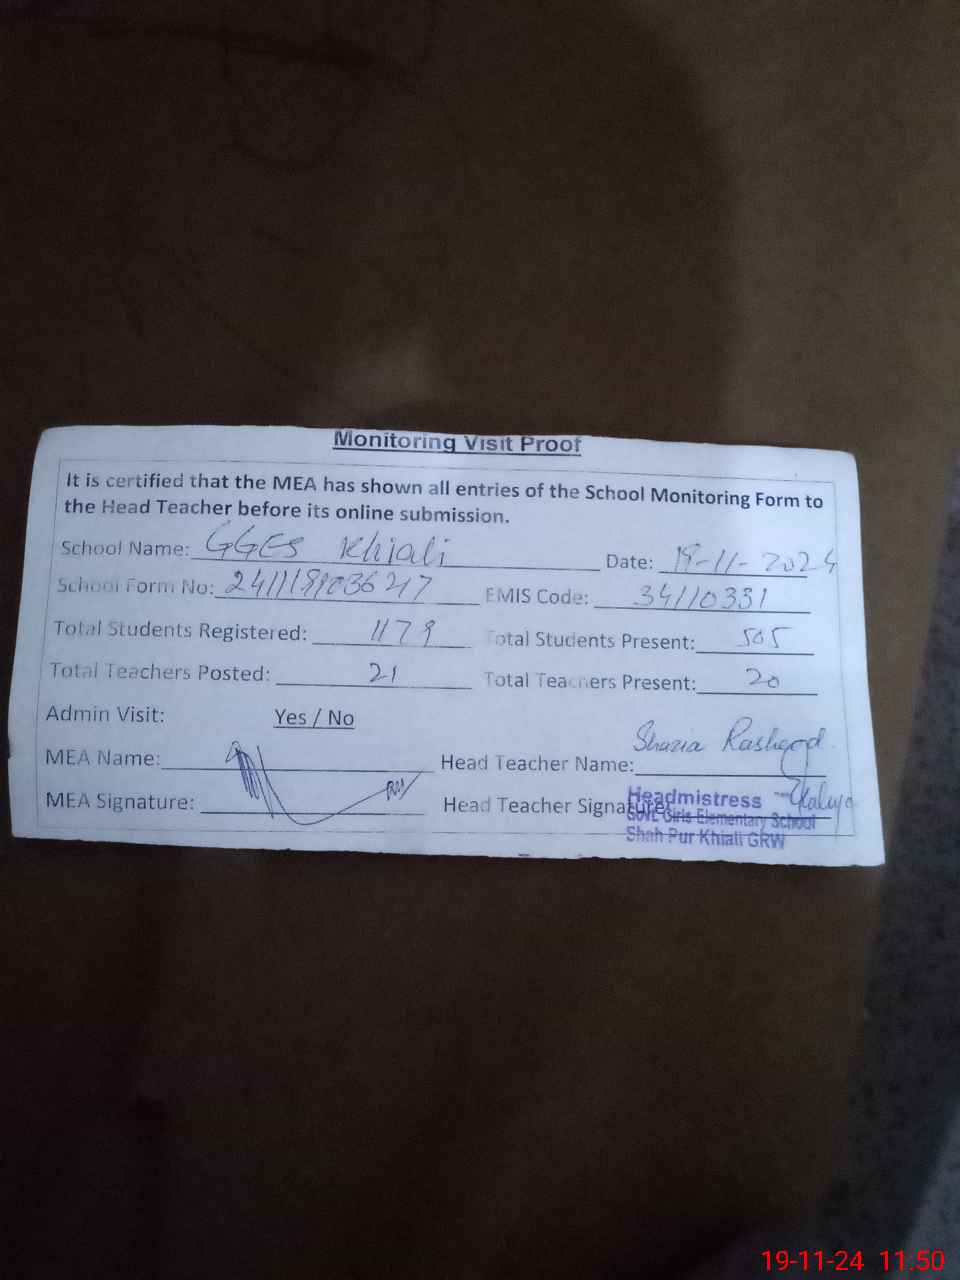 Monitoring Visit Proof
It is certified that the MEA has shown all entries of the School Monitoring Form to
the Head Teacher before its online submission.
School Name: GGES Khiali Date: 19-11-2024
School Form No: EMIS Code: 34110331
Total Students Registered: 1179 Total Students Present: 505
Total Teachers Posted: 21 Total Teachers Present: 20
Admin Visit: Yes / No
MEA Name: Head Teacher Name: Shazia Rasheed
MEA Signature: Head Teacher Signature:
Headmistress
Govt. Girls Elementary School
Shah Pur Khiali GRW
19-11-24 11:50